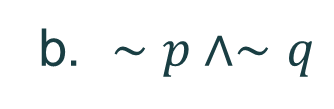 b. ~ p ∧~ q